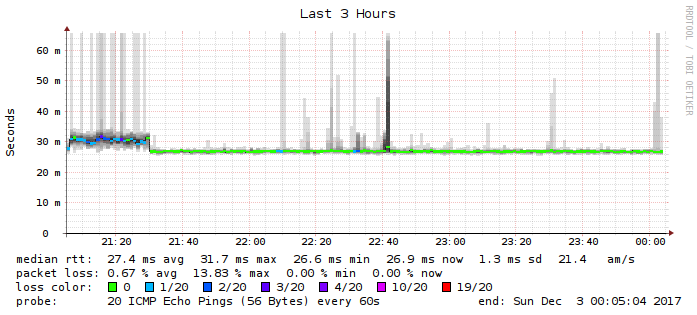 Last 3 Hours
RRDTOOL / TOBI OETIKER
Seconds
60 m
50 m
40 m
30 m
20 m
10 m
0
21:20 21:40 22:00 22:20 22:40 23:00 23:20 23:40 00:00
median rtt: 27.4 ms avg 31.7 ms max 26.6 ms min 26.9 ms now 1.3 ms sd 21.4 am/s
packet loss: 0.67 % avg 13.83 % max 0.00 % min 0.00 % now
loss color: 0 1/20 2/20 3/20 4/20 10/20 19/20
probe: 20 ICMP Echo Pings (56 Bytes) every 60s end: Sun Dec 3 00:05:04 2017